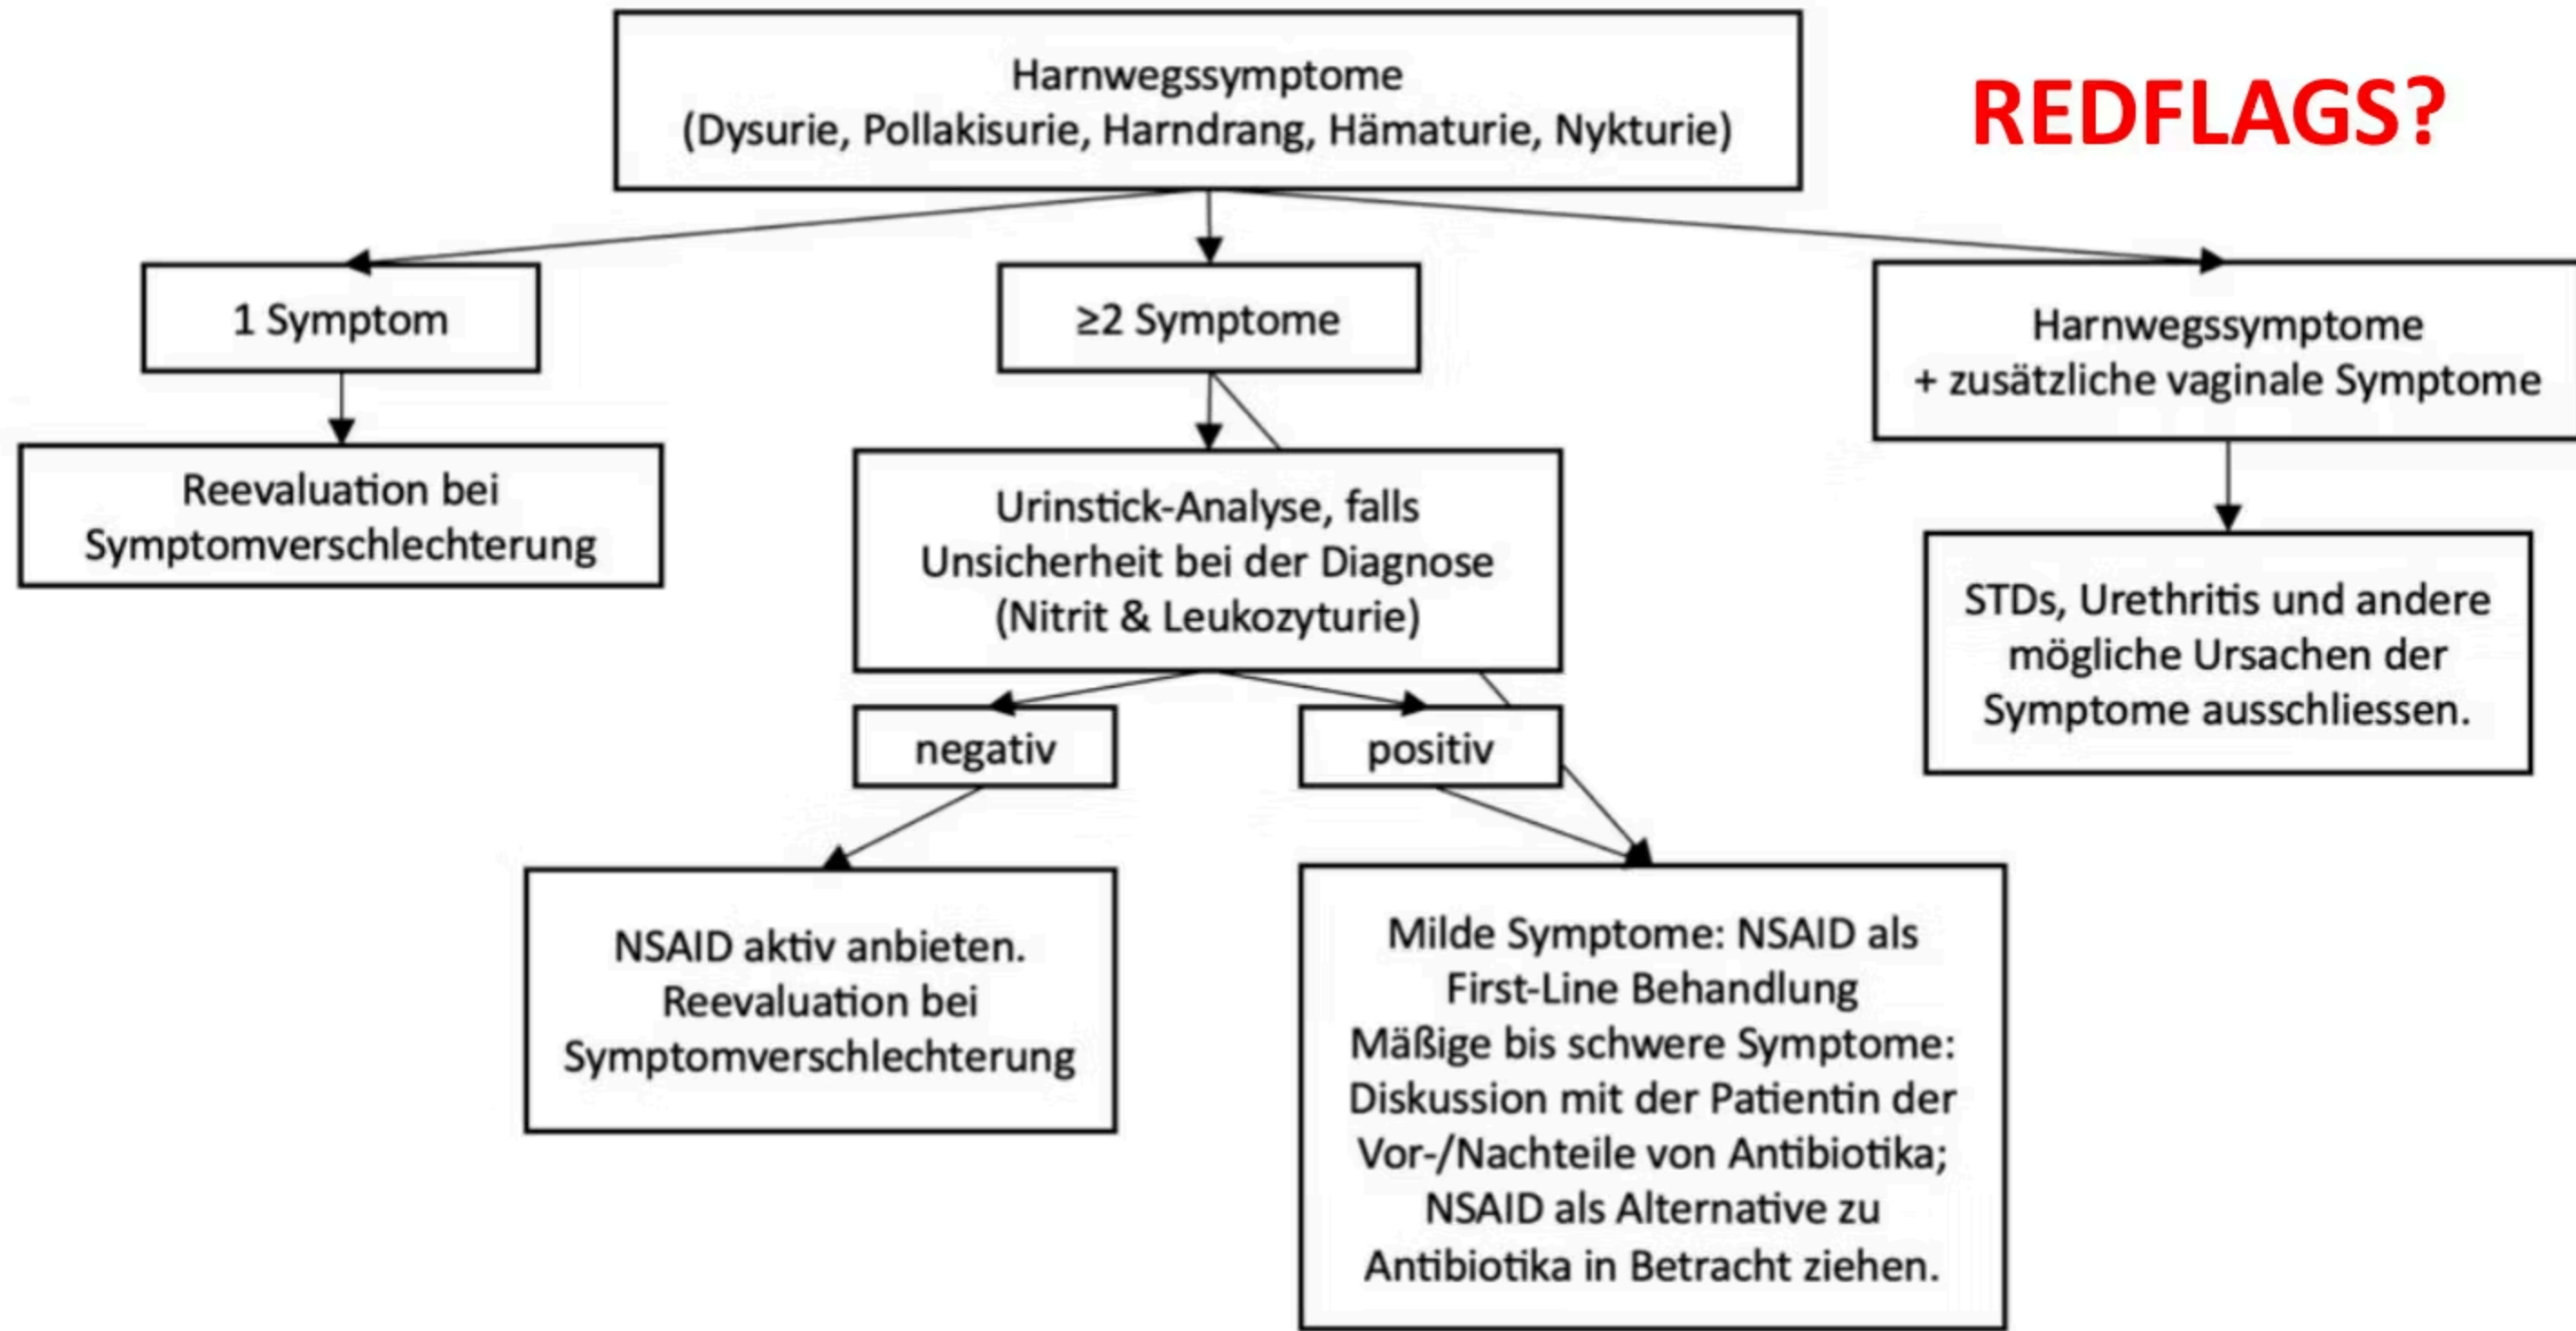 Harnwegssymptome
(Dysurie, Pollakisurie, Harndrang, Hämaturie, Nykturie)
REDFLAGS?
1 Symptom
≥2 Symptome
Harnwegssymptome
+ zusätzliche vaginale Symptome
Reevaluation bei
Symptomverschlechterung
Urinstick-Analyse, falls
Unsicherheit bei der Diagnose
(Nitrit & Leukozyturie)
STDs, Urethritis und andere
mögliche Ursachen der
Symptome ausschliessen.
negativ
positiv
NSAID aktiv anbieten.
Reevaluation bei
Symptomverschlechterung
Milde Symptome: NSAID als
First-Line Behandlung
Mäßige bis schwere Symptome:
Diskussion mit der Patientin der
Vor-/Nachteile von Antibiotika;
NSAID als Alternative zu
Antibiotika in Betracht ziehen.